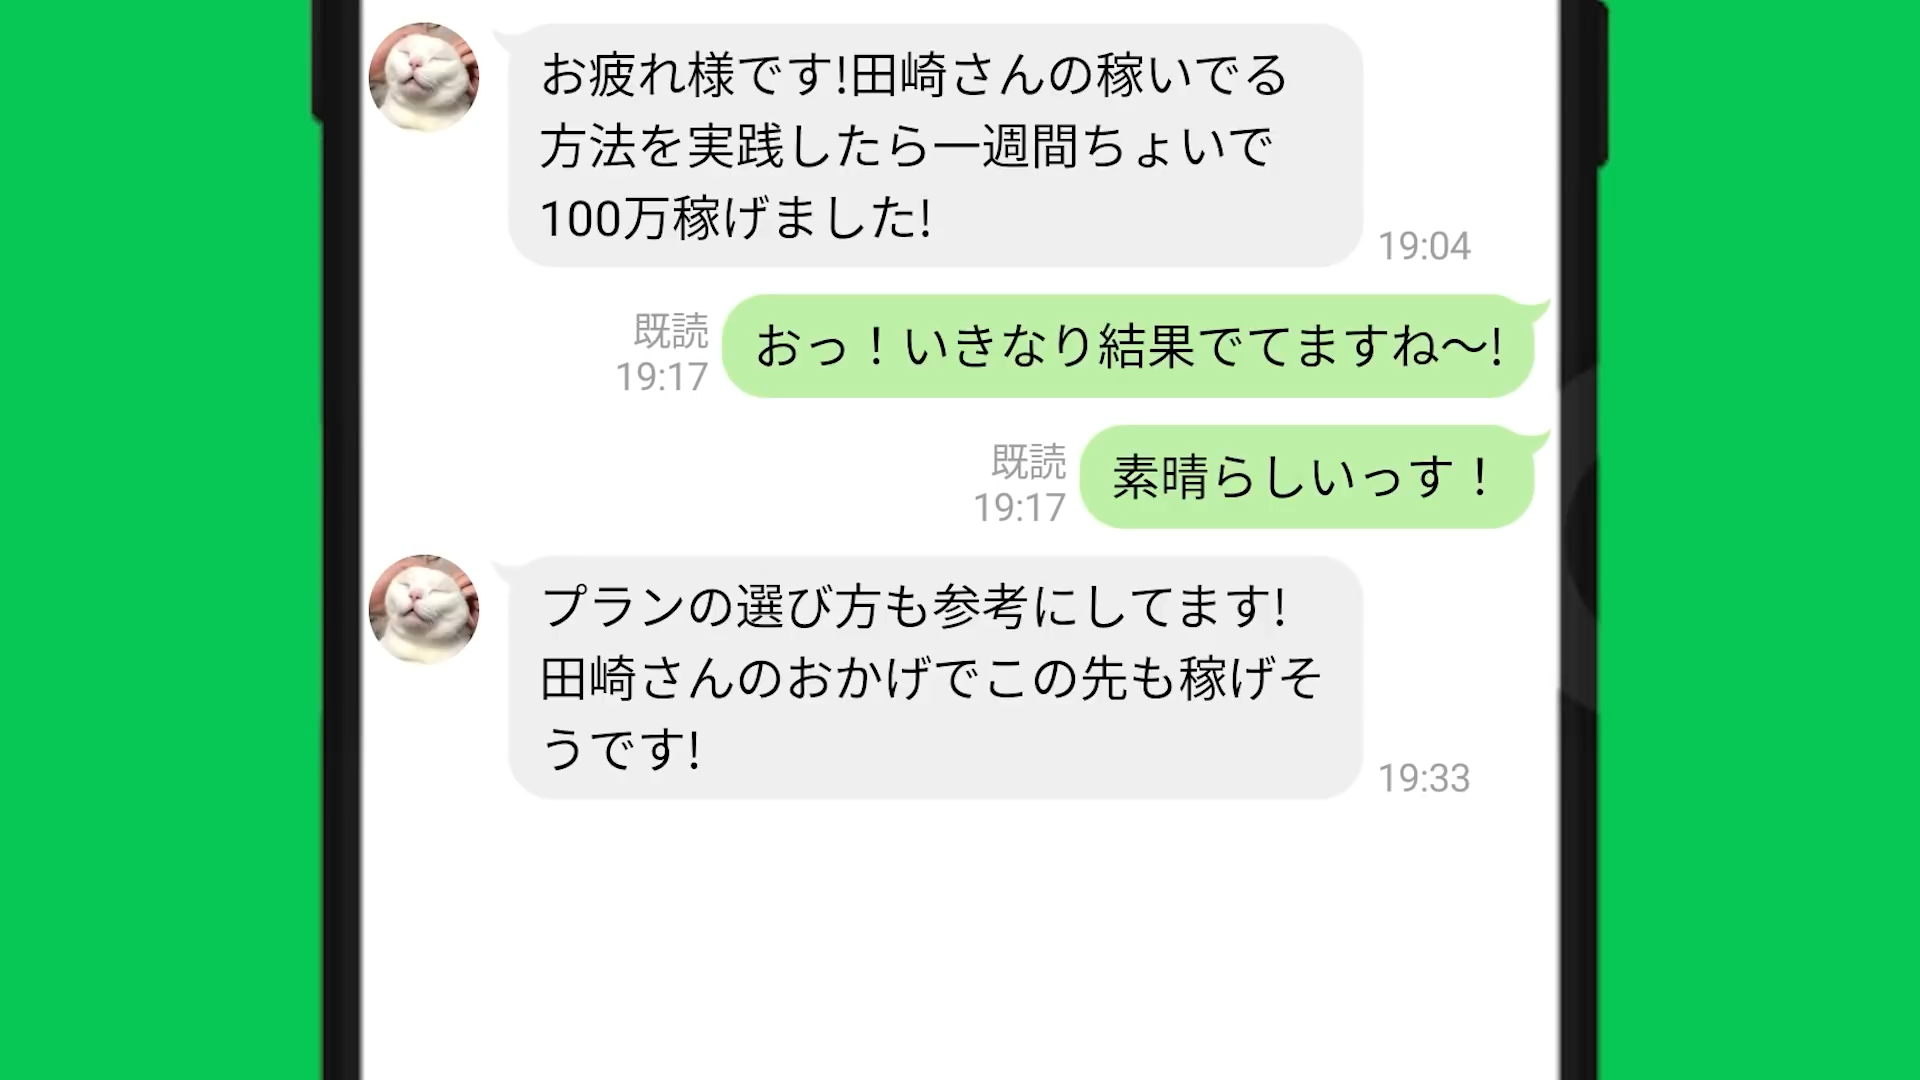 お疲れ様です!田崎さんの稼いでる
方法を実践したら一週間ちょいで
100万稼げました!
19:04
既読
19:17
おっ！いきなり結果でてますね〜!
既読
19:17
素晴らしいっす！
プランの選び方も参考にしてます!
田崎さんのおかげでこの先も稼げそ
うです!
19:33